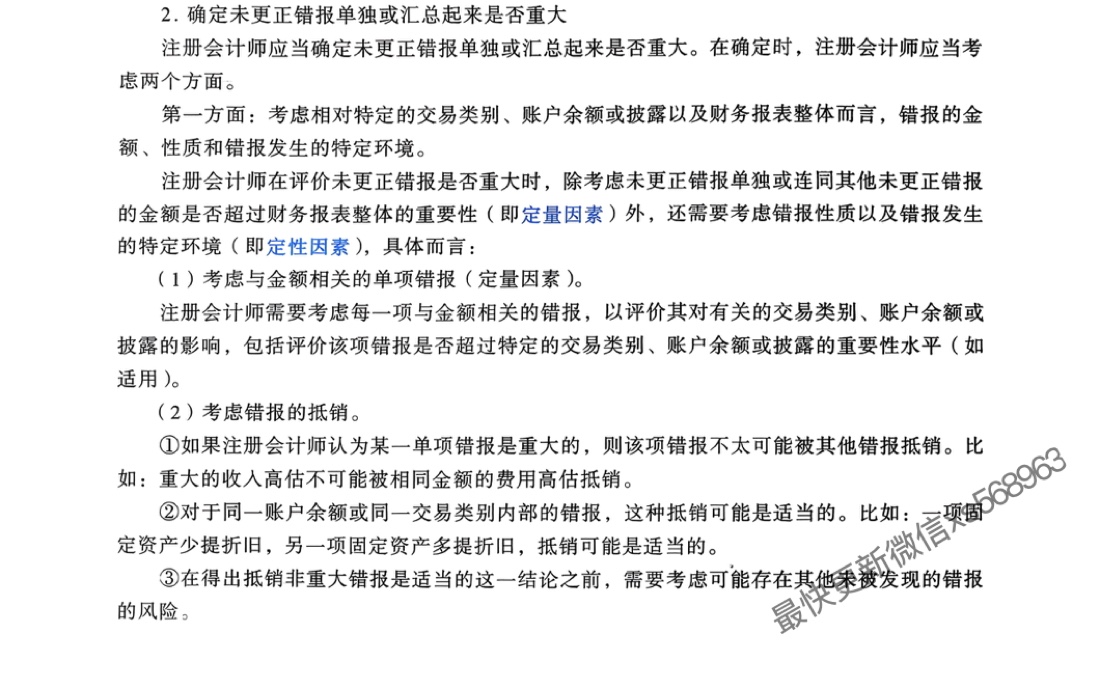 2. 确定未更正错报单独或汇总起来是否重大
注册会计师应当确定未更正错报单独或汇总起来是否重大。在确定时，注册会计师应当考
虑两个方面。
第一方面：考虑相对特定的交易类别、账户余额或披露以及财务报表整体而言，错报的金
额、性质和错报发生的特定环境。
注册会计师在评价未更正错报是否重大时，除考虑未更正错报单独或连同其他未更正错报
的金额是否超过财务报表整体的重要性（即定量因素）外，还需要考虑错报性质以及错报发生
的特定环境（即定性因素），具体而言：
（1）考虑与金额相关的单项错报（定量因素）。
注册会计师需要考虑每一项与金额相关的错报，以评价其对有关的交易类别、账户余额或
披露的影响，包括评价该项错报是否超过特定的交易类别、账户余额或披露的重要性水平（如
适用）。
（2）考虑错报的抵销。
①如果注册会计师认为某一单项错报是重大的，则该项错报不太可能被其他错报抵销。比
如：重大的收入高估不可能被相同金额的费用高估抵销。
②对于同一账户余额或同一交易类别内部的错报，这种抵销可能是适当的。比如：一项固
定资产少提折旧，另一项固定资产多提折旧，抵销可能是适当的。
③在得出抵销非重大错报是适当的这一结论之前，需要考虑可能存在其他未被发现的错报
的风险。